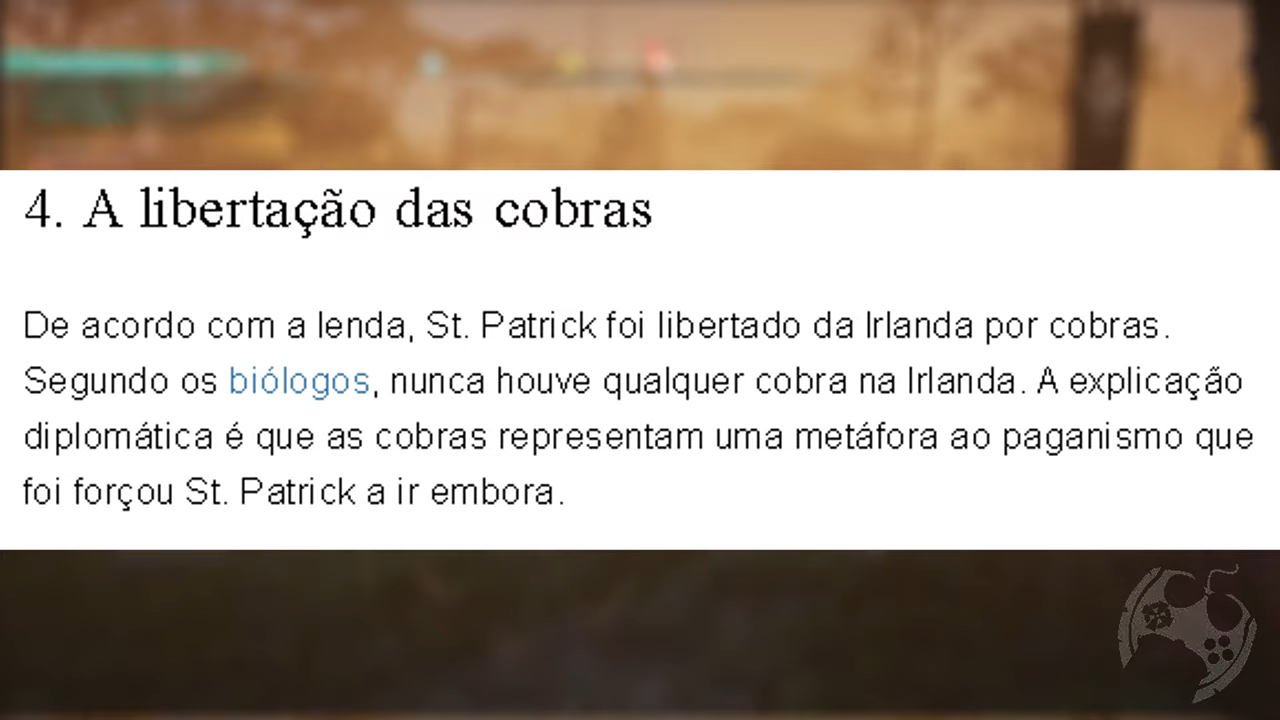 4. A libertação das cobras
De acordo com a lenda, St. Patrick foi libertado da Irlanda por cobras.
Segundo os biólogos, nunca houve qualquer cobra na Irlanda. A explicação
diplomática é que as cobras representam uma metáfora ao paganismo que
foi forçou St. Patrick a ir embora.